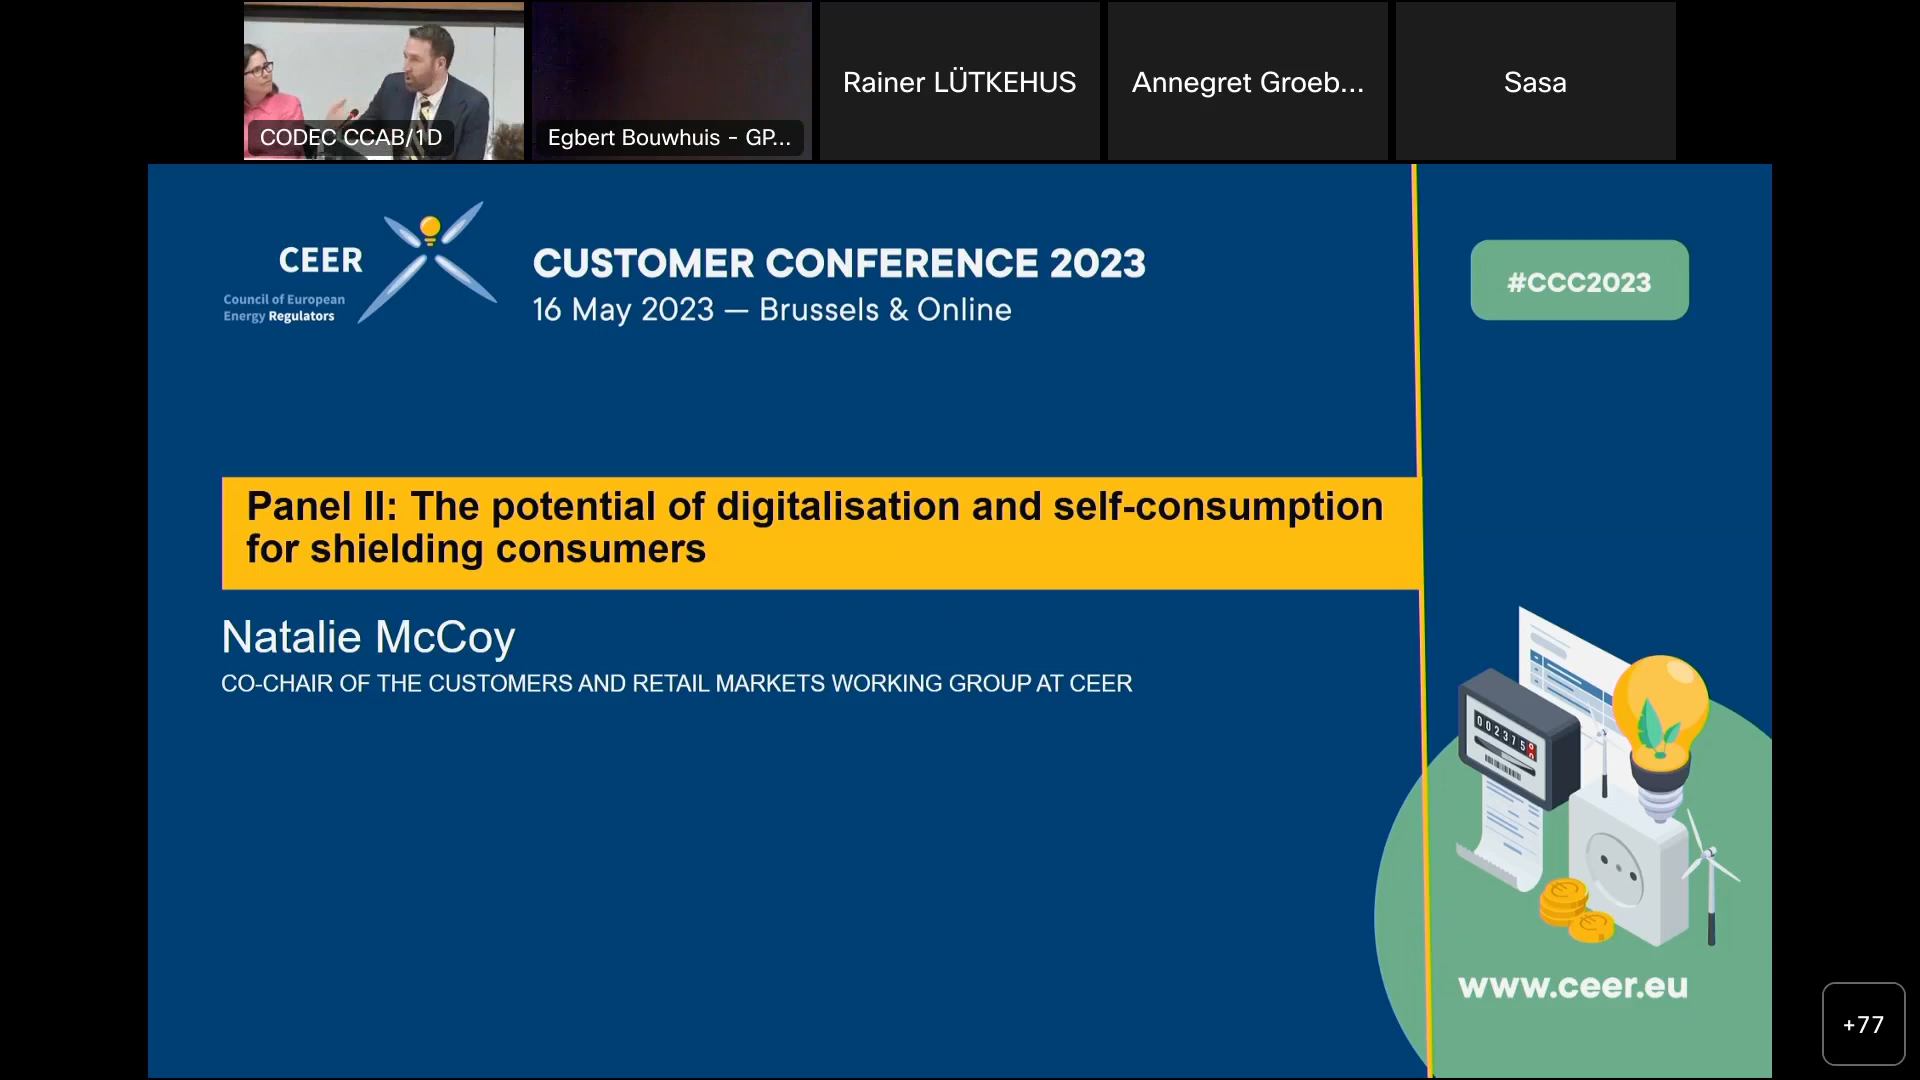 CODEC CCAB/1D
Egbert Bouwhuis - GP...
Rainer LÜTKEHUS
Annegret Groeb...
Sasa
CEER
Council of European
Energy Regulators
CUSTOMER CONFERENCE 2023
16 May 2023 — Brussels & Online
#CCC2023
Panel II: The potential of digitalisation and self-consumption
for shielding consumers
Natalie McCoy
CO-CHAIR OF THE CUSTOMERS AND RETAIL MARKETS WORKING GROUP AT CEER
002375
www.ceer.eu
+77